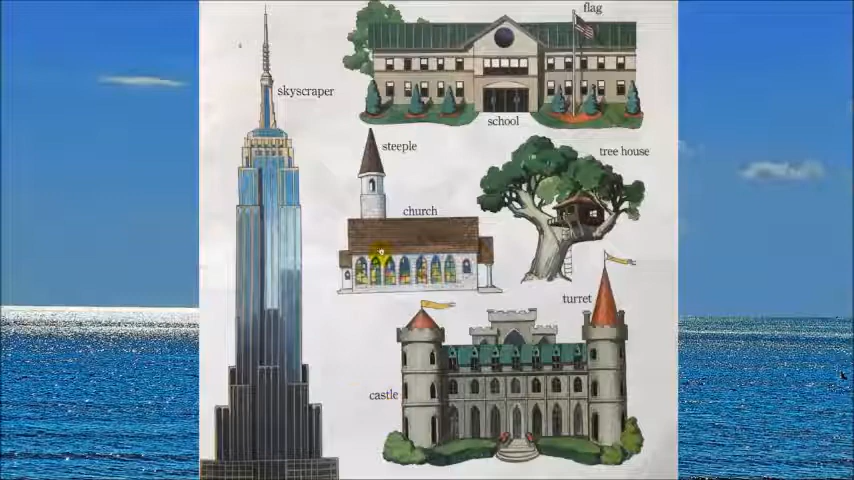 flag
skyscraper
school
steeple
tree house
church
turret
castle